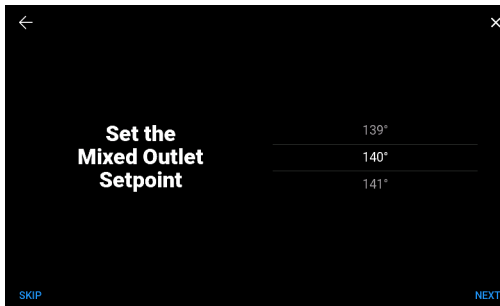 Set the
Mixed Outlet
Setpoint
139°
140°
141°
SKIP
NEXT